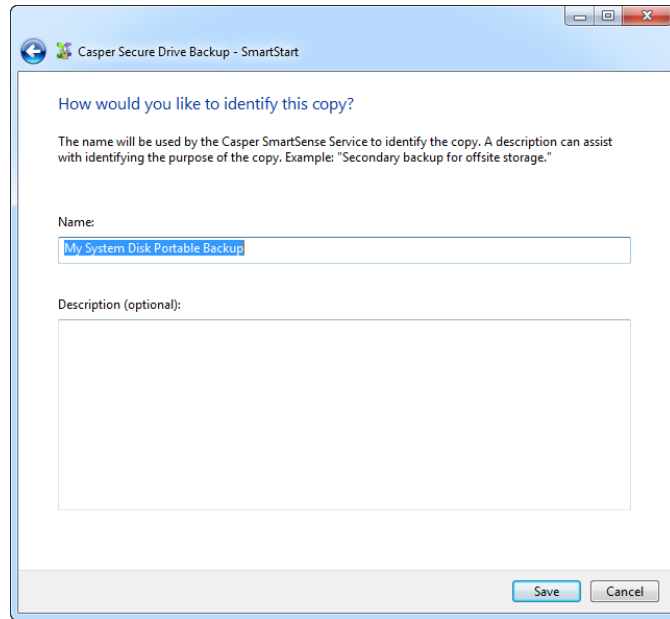 Casper Secure Drive Backup - SmartStart
How would you like to identify this copy?
The name will be used by the Casper SmartSense Service to identify the copy. A description can assist
with identifying the purpose of the copy. Example: "Secondary backup for offsite storage."
Name:
My System Disk Portable Backup
Description (optional):
Save
Cancel